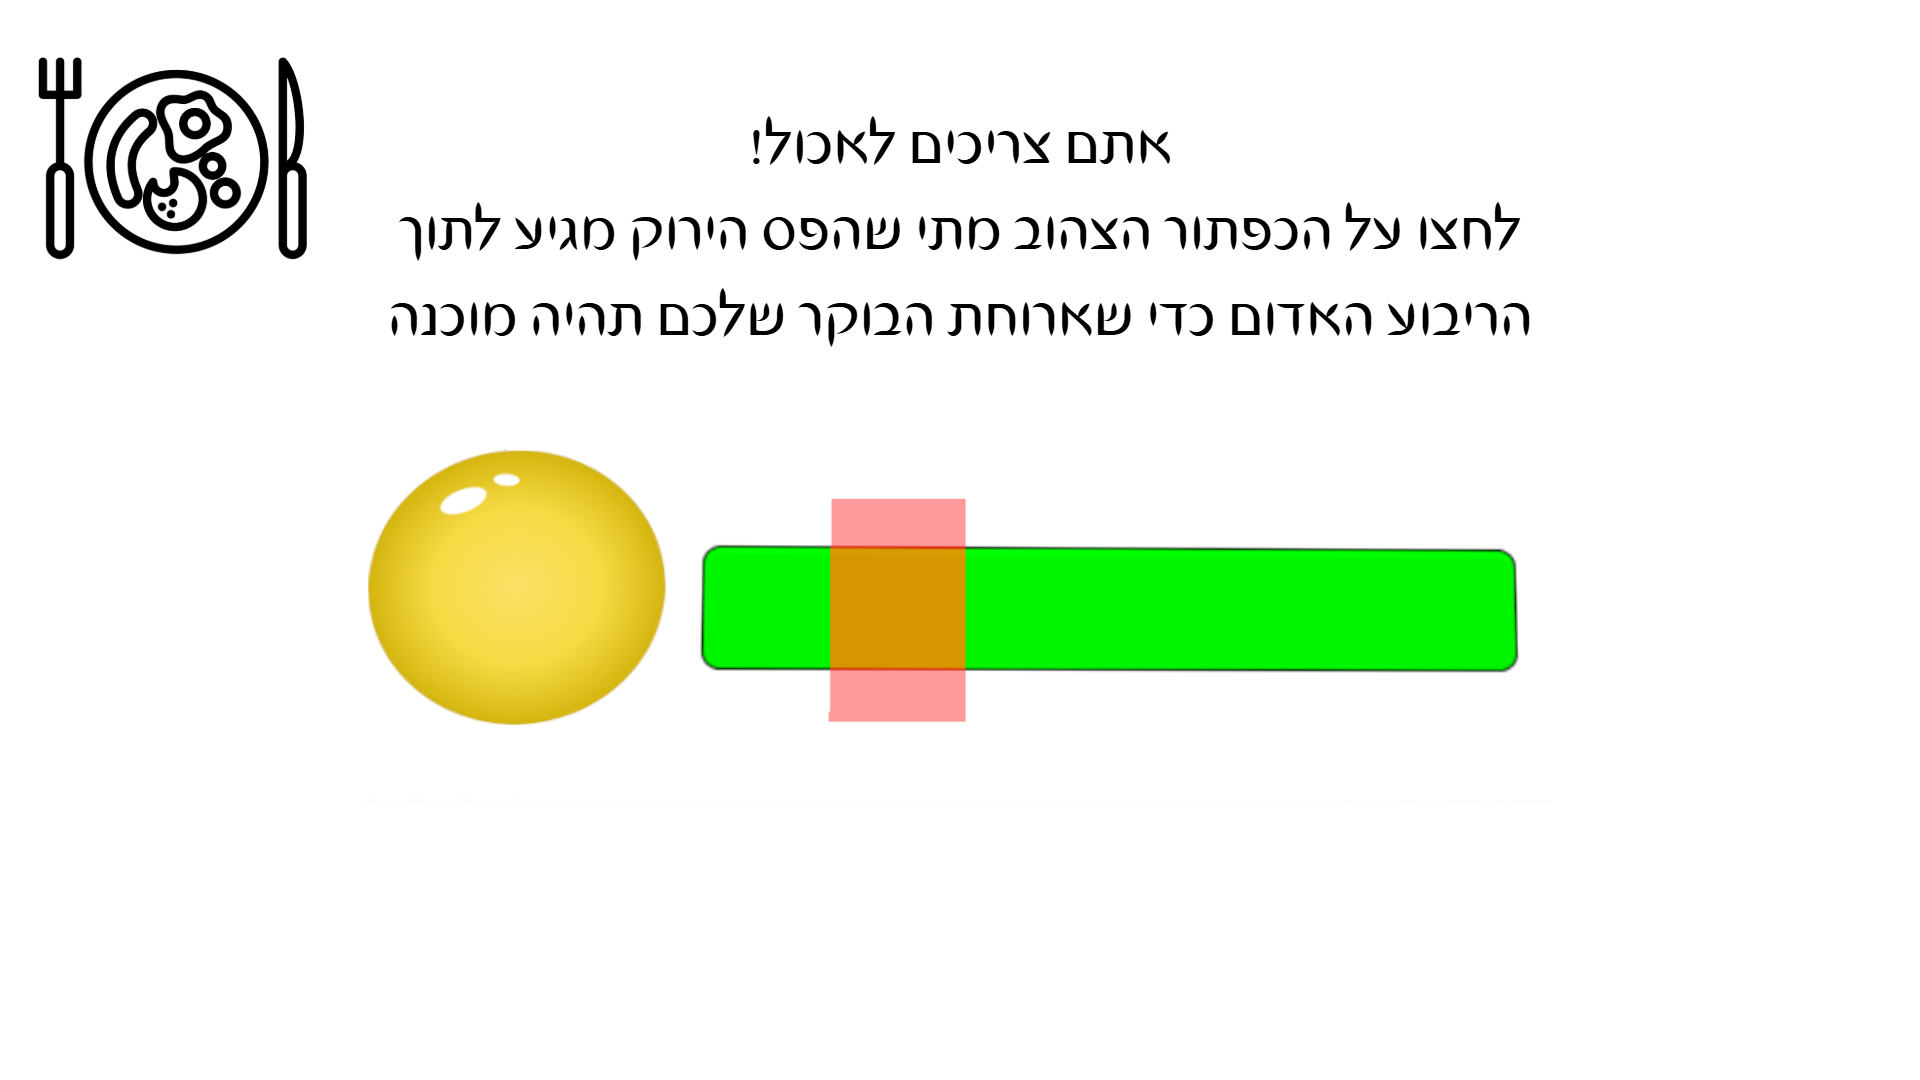 אתם צריכים לאכול!
לחצו על הכפתור הצהוב מתי שהפס הירוק מגיע לתוך
הריבוע האדום כדי שארוחת הבוקר שלכם תהיה מוכנה